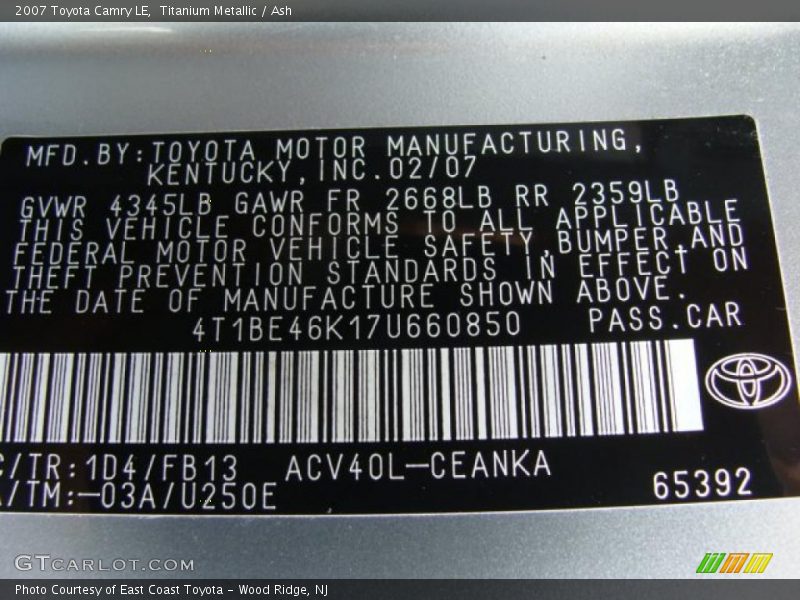 2007 Toyota Camry LE, Titanium Metallic / Ash
MFD.BY:TOYOTA MOTOR MANUFACTURING,
KENTUCKY,INC.02/07
GVWR 4345LB GAWR FR 2668LB RR 2359LB
THIS VEHICLE CONFORMS TO ALL APPLICABLE
FEDERAL MOTOR VEHICLE SAFETY,BUMPER,AND
THEFT PREVENTION STANDARDS IN EFFECT ON
THE DATE OF MANUFACTURE SHOWN ABOVE.
4T1BE46K17U660850 PASS.CAR
C/TR:1D4/FB13 ACV40L-CEANKA
A/TM:-03A/U250E 65392
GTCARLOT.COM
Photo Courtesy of East Coast Toyota - Wood Ridge, NJ